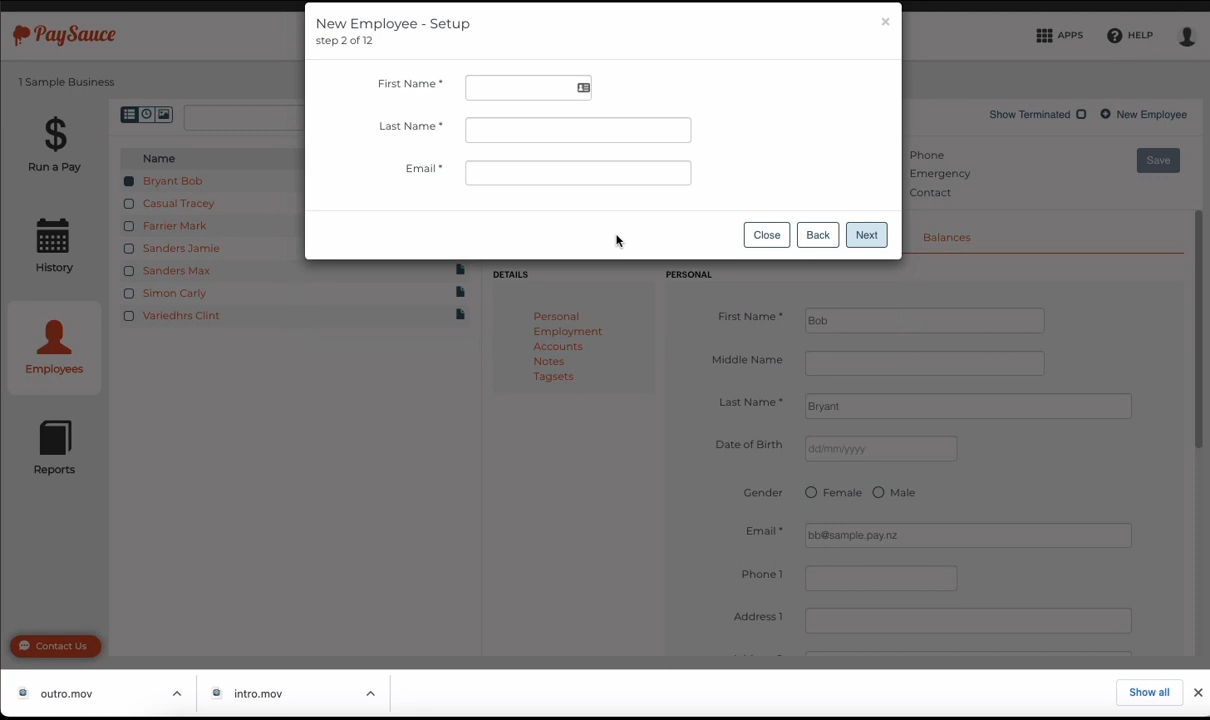 New Employee - Setup
step 2 of 12
×
First Name *
Last Name *
Email *
Close
Back
Next
PaySauce
APPS
HELP
1 Sample Business
Run a Pay
History
Employees
Reports
Contact Us
Show Terminated
New Employee
Name
Bryant Bob
Casual Tracey
Farrier Mark
Sanders Jamie
Sanders Max
Simon Carly
Variedhrs Clint
Phone
Emergency
Contact
Save
Balances
DETAILS
Personal
Employment
Accounts
Notes
Tagsets
PERSONAL
First Name * Bob
Middle Name
Last Name * Bryant
Date of Birth dd/mm/yyyy
Gender Female Male
Email * bb@sample.pay.nz
Phone 1
Address 1
outro.mov
intro.mov
Show all